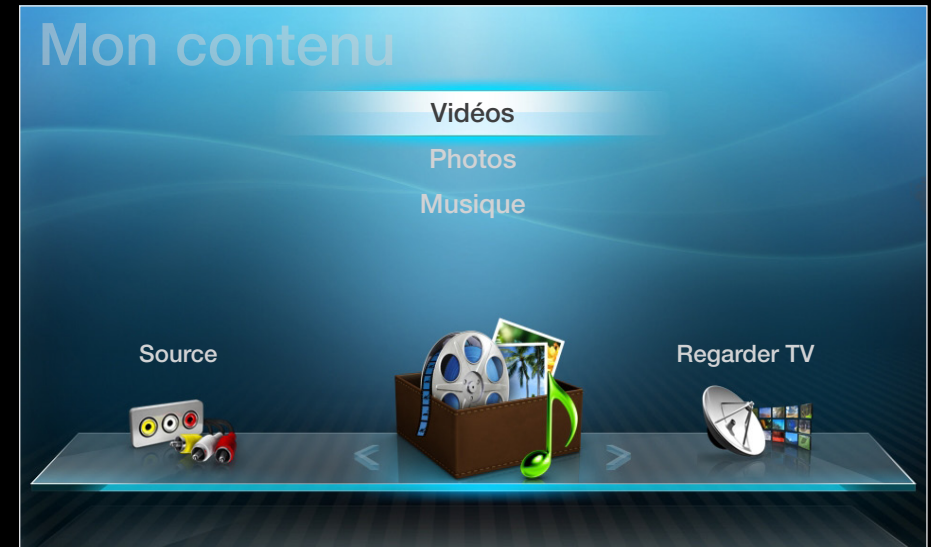 Mon contenu
Vidéos
Photos
Musique
Source
Regarder TV